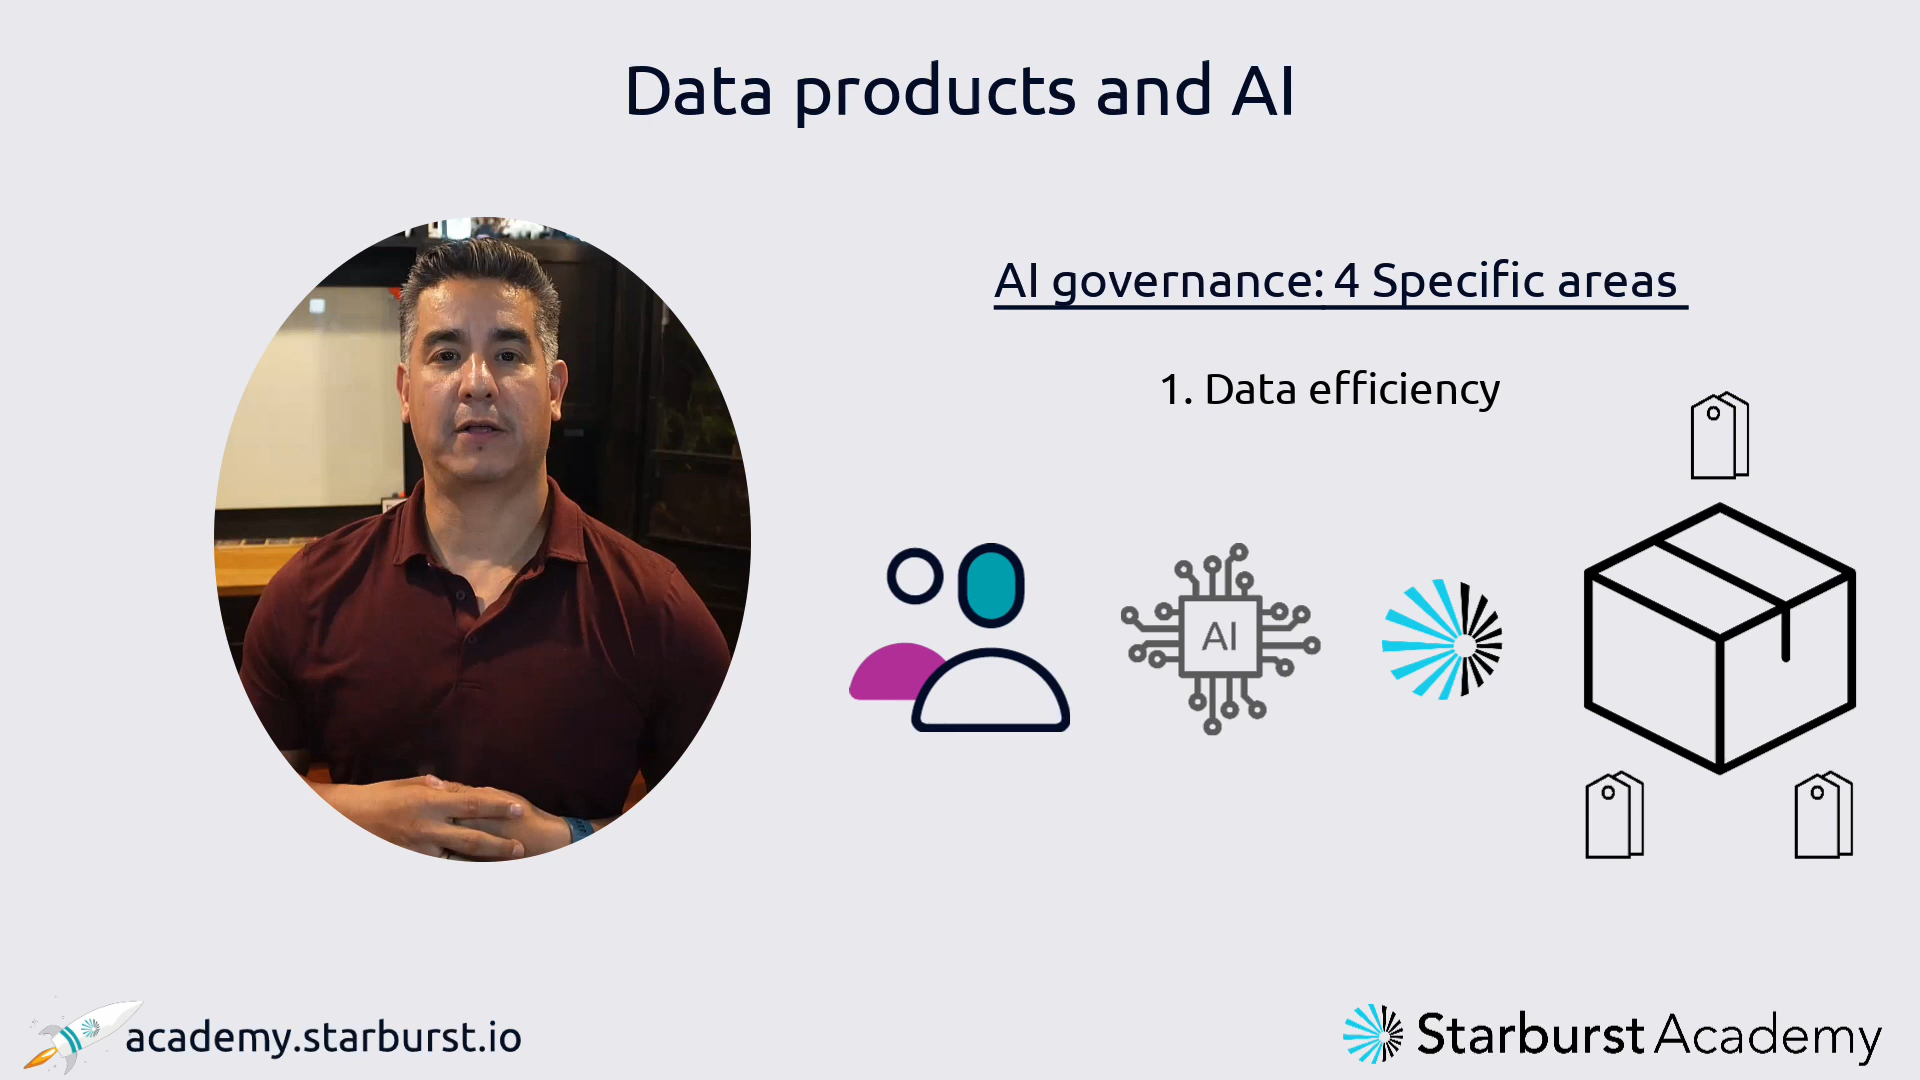 Data products and AI
AI governance: 4 Specific areas
1. Data efficiency
AI
academy.starburst.io
Starburst Academy